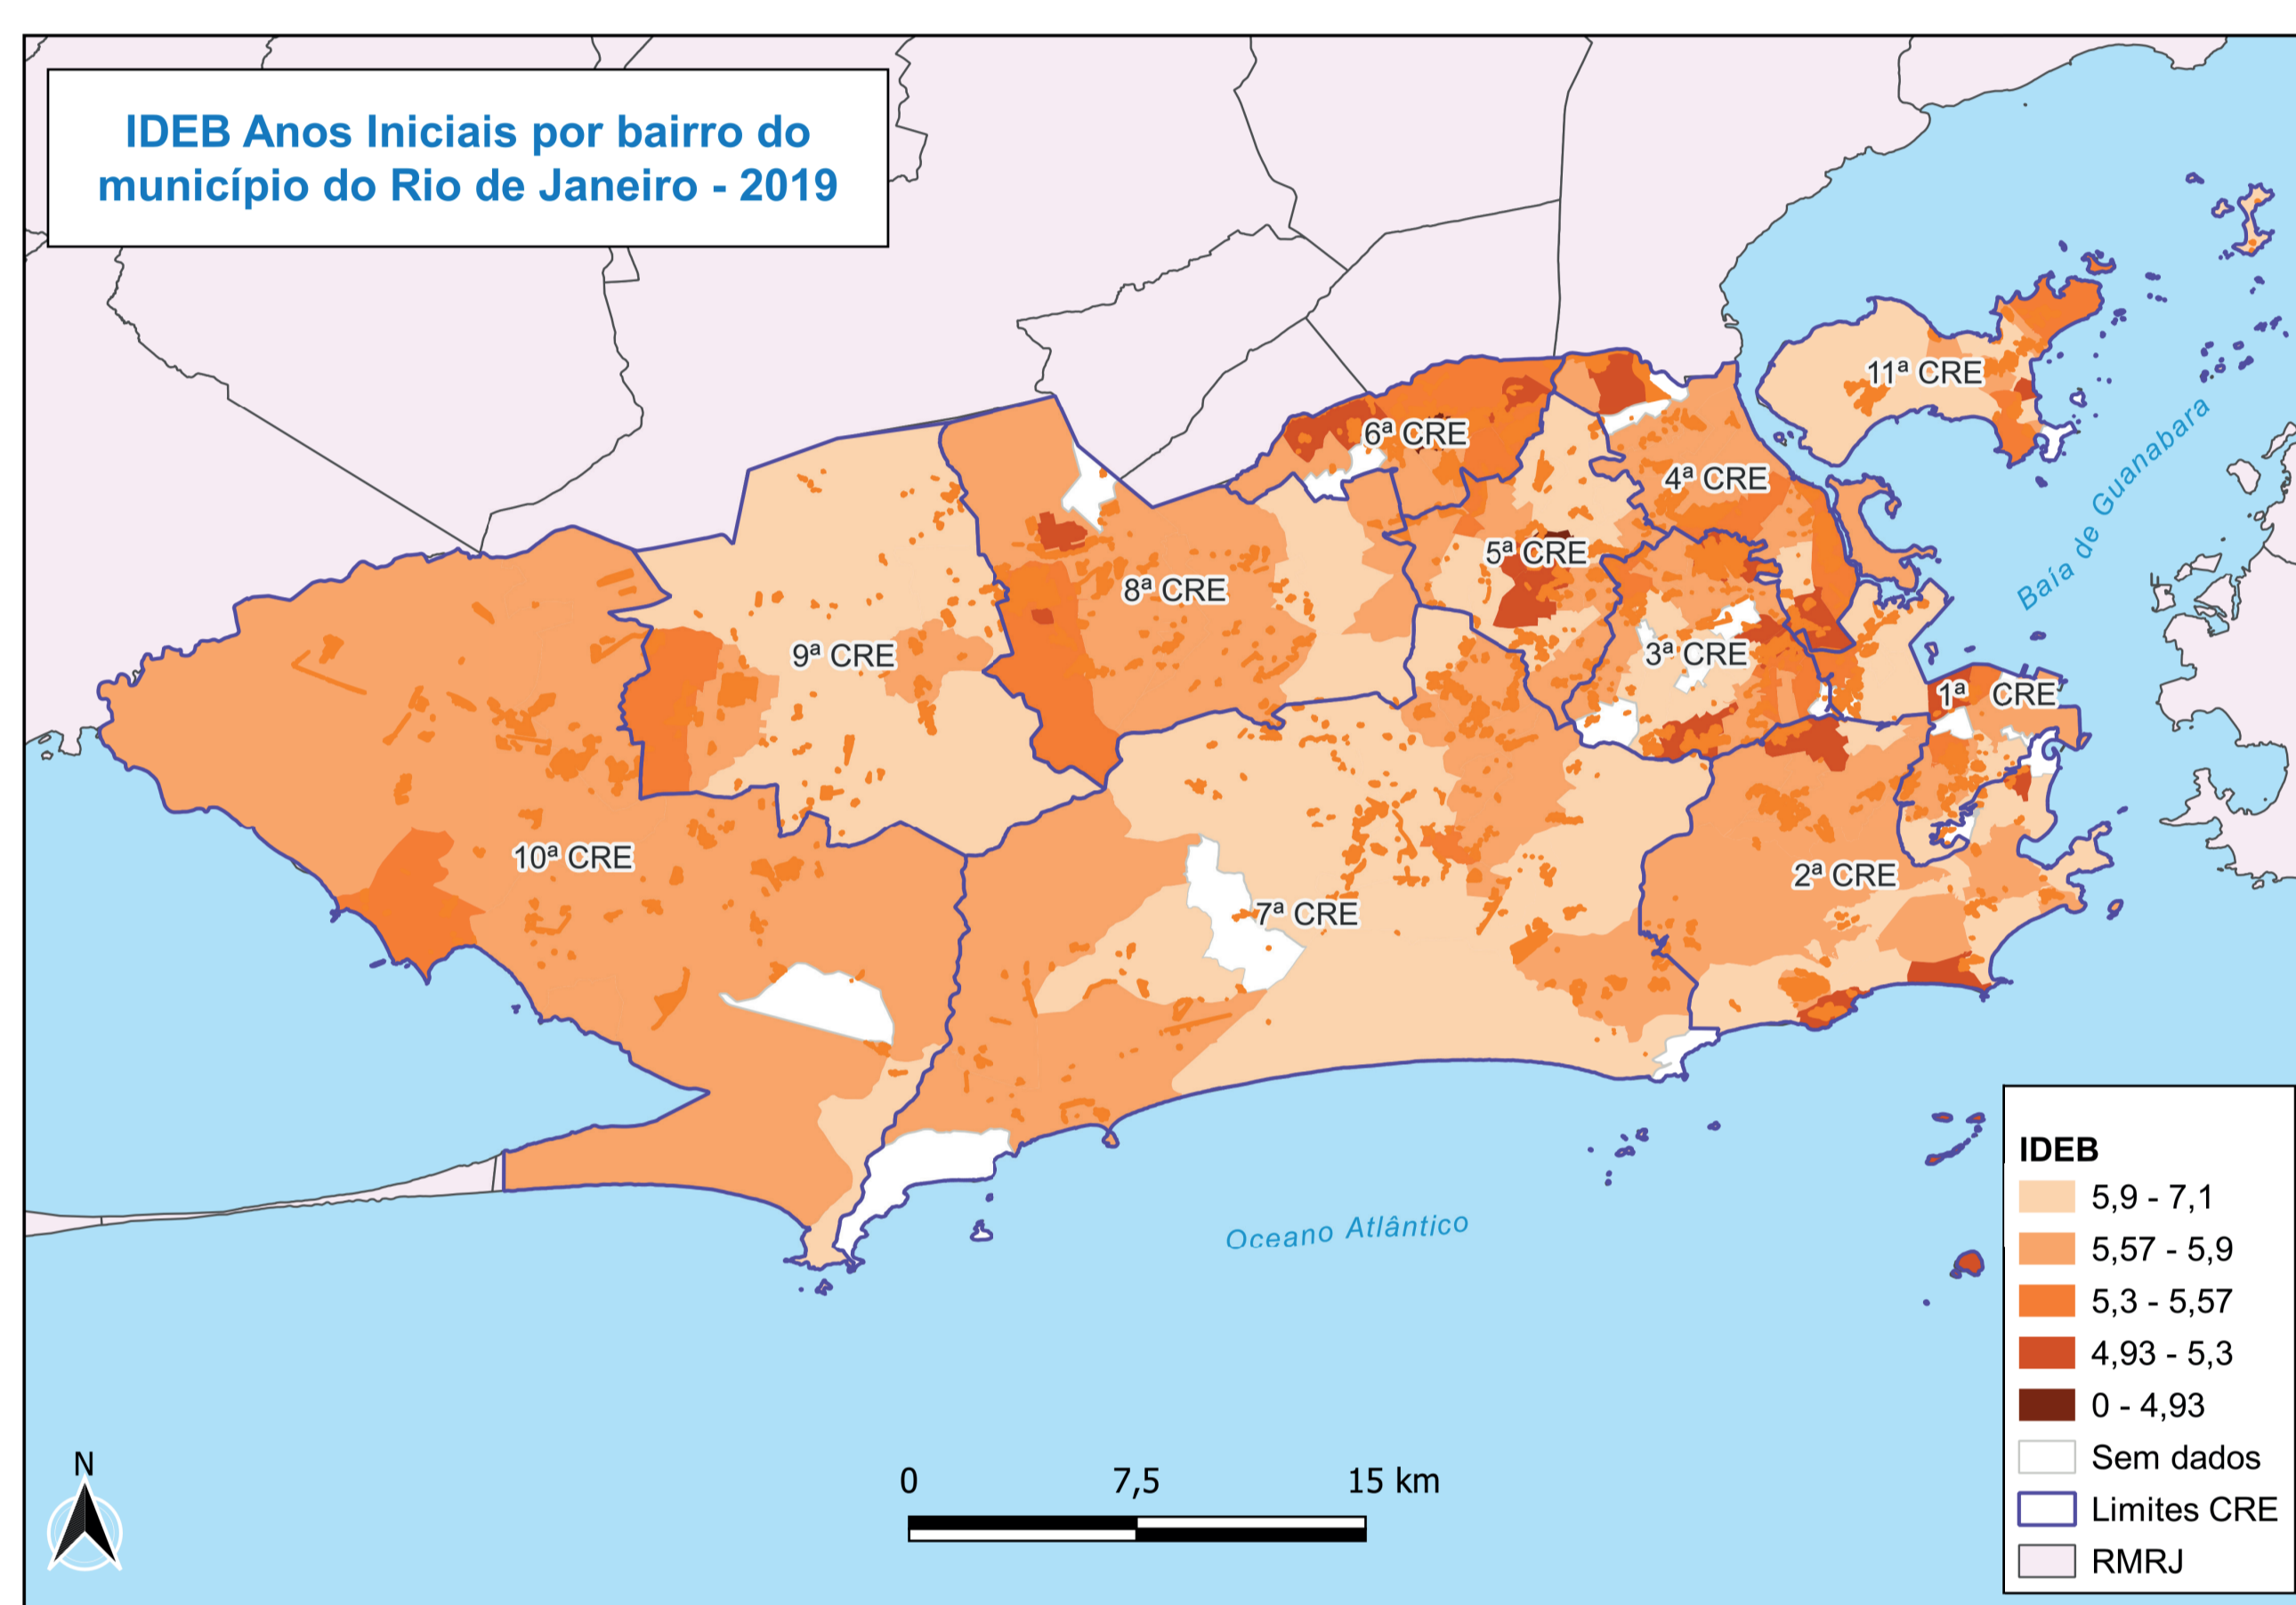 IDEB Anos Iniciais por bairro do
município do Rio de Janeiro - 2019
11ª CRE
6ª CRE
4ª CRE
5ª CRE
8ª CRE
9ª CRE
3ª CRE
1ª CRE
10ª CRE
2ª CRE
7ª CRE
Baía de Guanabara
Oceano Atlântico
IDEB
5,9 - 7,1
5,57 - 5,9
5,3 - 5,57
4,93 - 5,3
0 - 4,93
Sem dados
Limites CRE
RMRJ
N
0 7,5 15 km